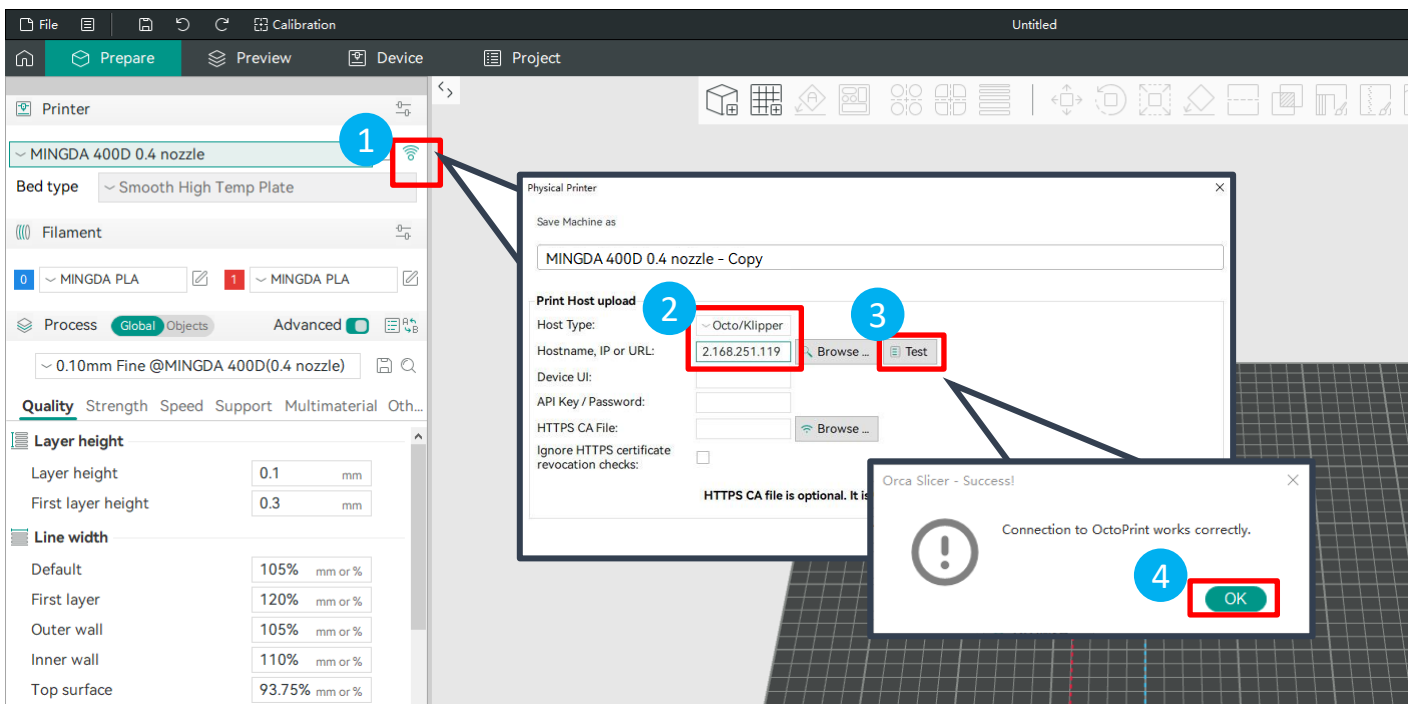 File
Calibration
Untitled
Prepare
Preview
Device
Project
Printer
1
MINGDA 400D 0.4 nozzle
Bed type
Smooth High Temp Plate
Filament
0 MINGDA PLA 1 MINGDA PLA
Process Global Objects Advanced
0.10mm Fine @MINGDA 400D(0.4 nozzle)
Quality Strength Speed Support Multimaterial Oth...
Layer height
Layer height 0.1 mm
First layer height 0.3 mm
Line width
Default 105% mm or %
First layer 120% mm or %
Outer wall 105% mm or %
Inner wall 110% mm or %
Top surface 93.75% mm or %
Physical Printer
Save Machine as
MINGDA 400D 0.4 nozzle - Copy
Print Host upload
2
3
Host Type: Octo/Klipper
Hostname, IP or URL: 2.168.251.119 Browse ... Test
Device UI:
API Key / Password:
HTTPS CA File: Browse ...
Ignore HTTPS certificate
revocation checks:
HTTPS CA file is optional. It is
Orca Slicer - Success!
Connection to OctoPrint works correctly.
4
OK